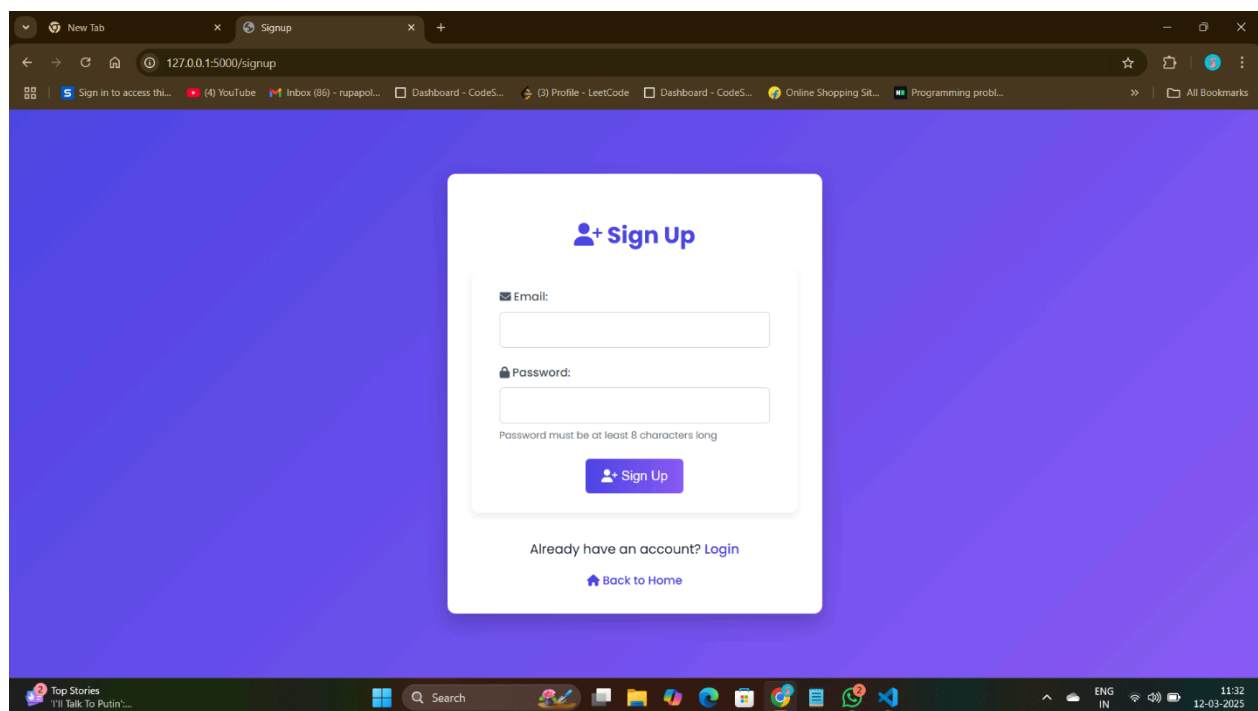 New Tab
Signup
127.0.0.1:5000/signup
Sign in to access thi...
(4) YouTube
Inbox (86) - rupapol...
Dashboard - CodeS...
(3) Profile - LeetCode
Dashboard - CodeS...
Online Shopping Sit...
Programming probl...
All Bookmarks
Sign Up
Email:
Password:
Password must be at least 8 characters long
Sign Up
Already have an account? Login
Back to Home
2
Top Stories
'I'll Talk To Putin':...
Search
2
ENG
IN
11:32
12-03-2025